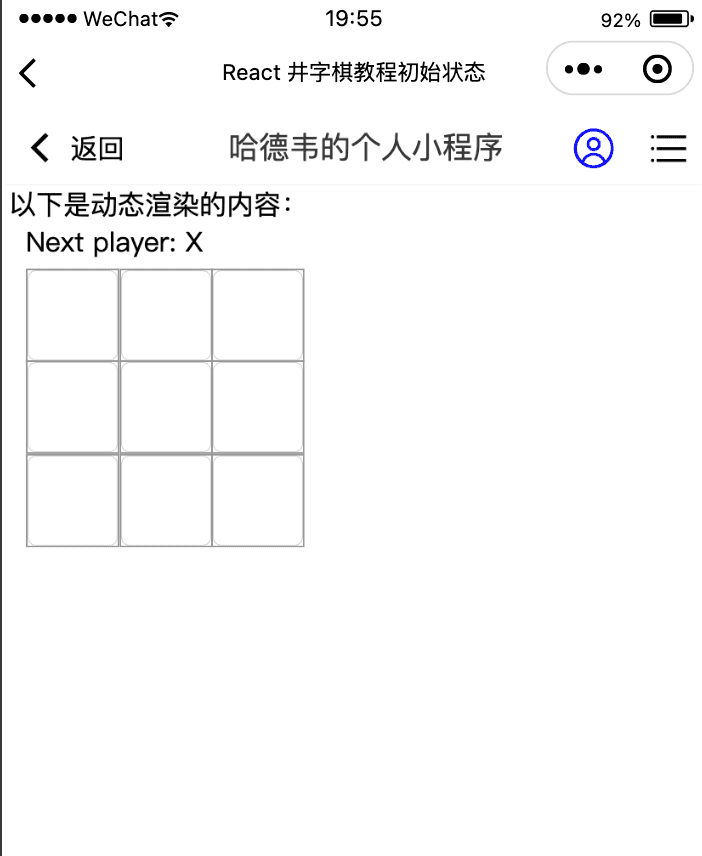 WeChat
19:55
92%
React 井字棋教程初始状态
返回
哈德韦的个人小程序
以下是动态渲染的内容：
Next player: X